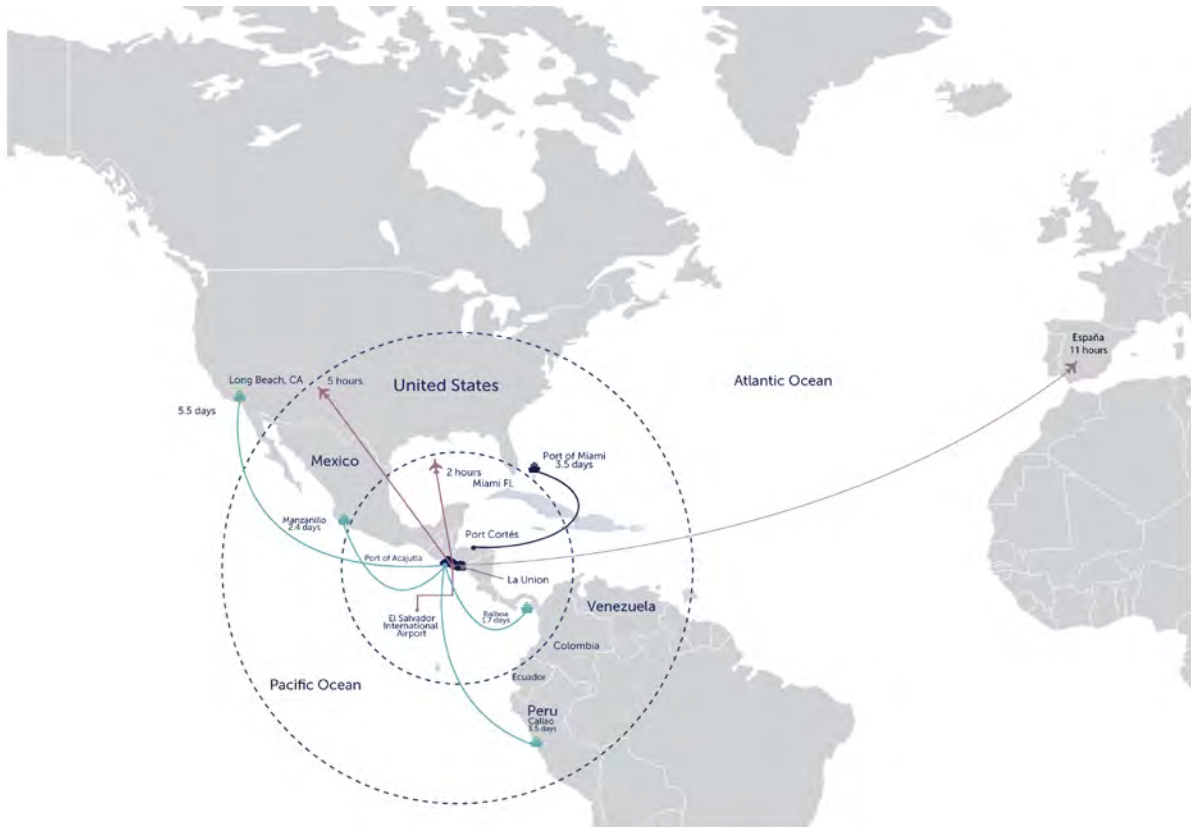 España
11 hours
Atlantic Ocean
Long Beach, CA
5 hours
United States
5.5 days
Mexico
2 hours
Port of Miami
3.5 days
Miami FL
Manzanillo
2.4 days
Port Cortés
Port of Acajutla
La Union
El Salvador
International
Airport
Balboa
1.7 days
Venezuela
Colombia
Ecuador
Pacific Ocean
Peru
Callao
3.5 days